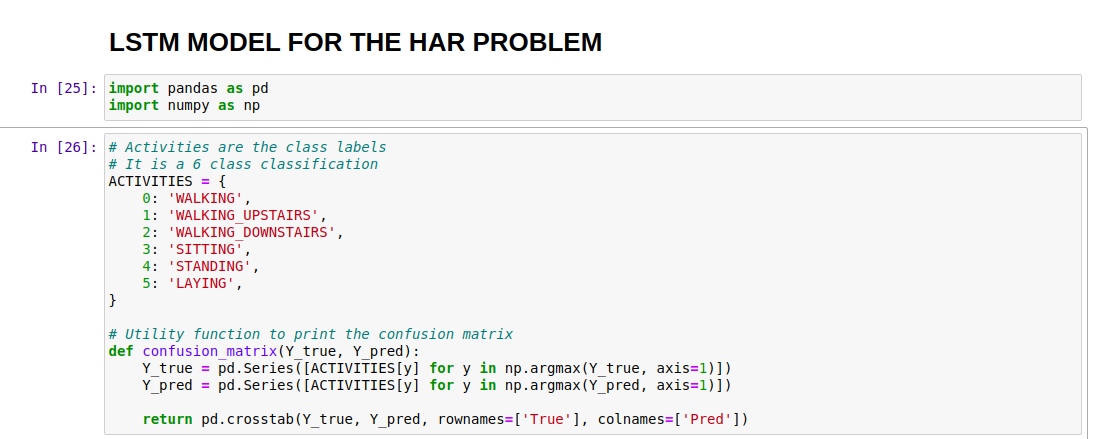 LSTM MODEL FOR THE HAR PROBLEM
In [25]: import pandas as pd
import numpy as np
In [26]: # Activities are the class labels
# It is a 6 class classification
ACTIVITIES = {
    0: 'WALKING',
    1: 'WALKING_UPSTAIRS',
    2: 'WALKING_DOWNSTAIRS',
    3: 'SITTING',
    4: 'STANDING',
    5: 'LAYING',
}
# Utility function to print the confusion matrix
def confusion_matrix(Y_true, Y_pred):
    Y_true = pd.Series([ACTIVITIES[y] for y in np.argmax(Y_true, axis=1)])
    Y_pred = pd.Series([ACTIVITIES[y] for y in np.argmax(Y_pred, axis=1)])
    return pd.crosstab(Y_true, Y_pred, rownames=['True'], colnames=['Pred'])